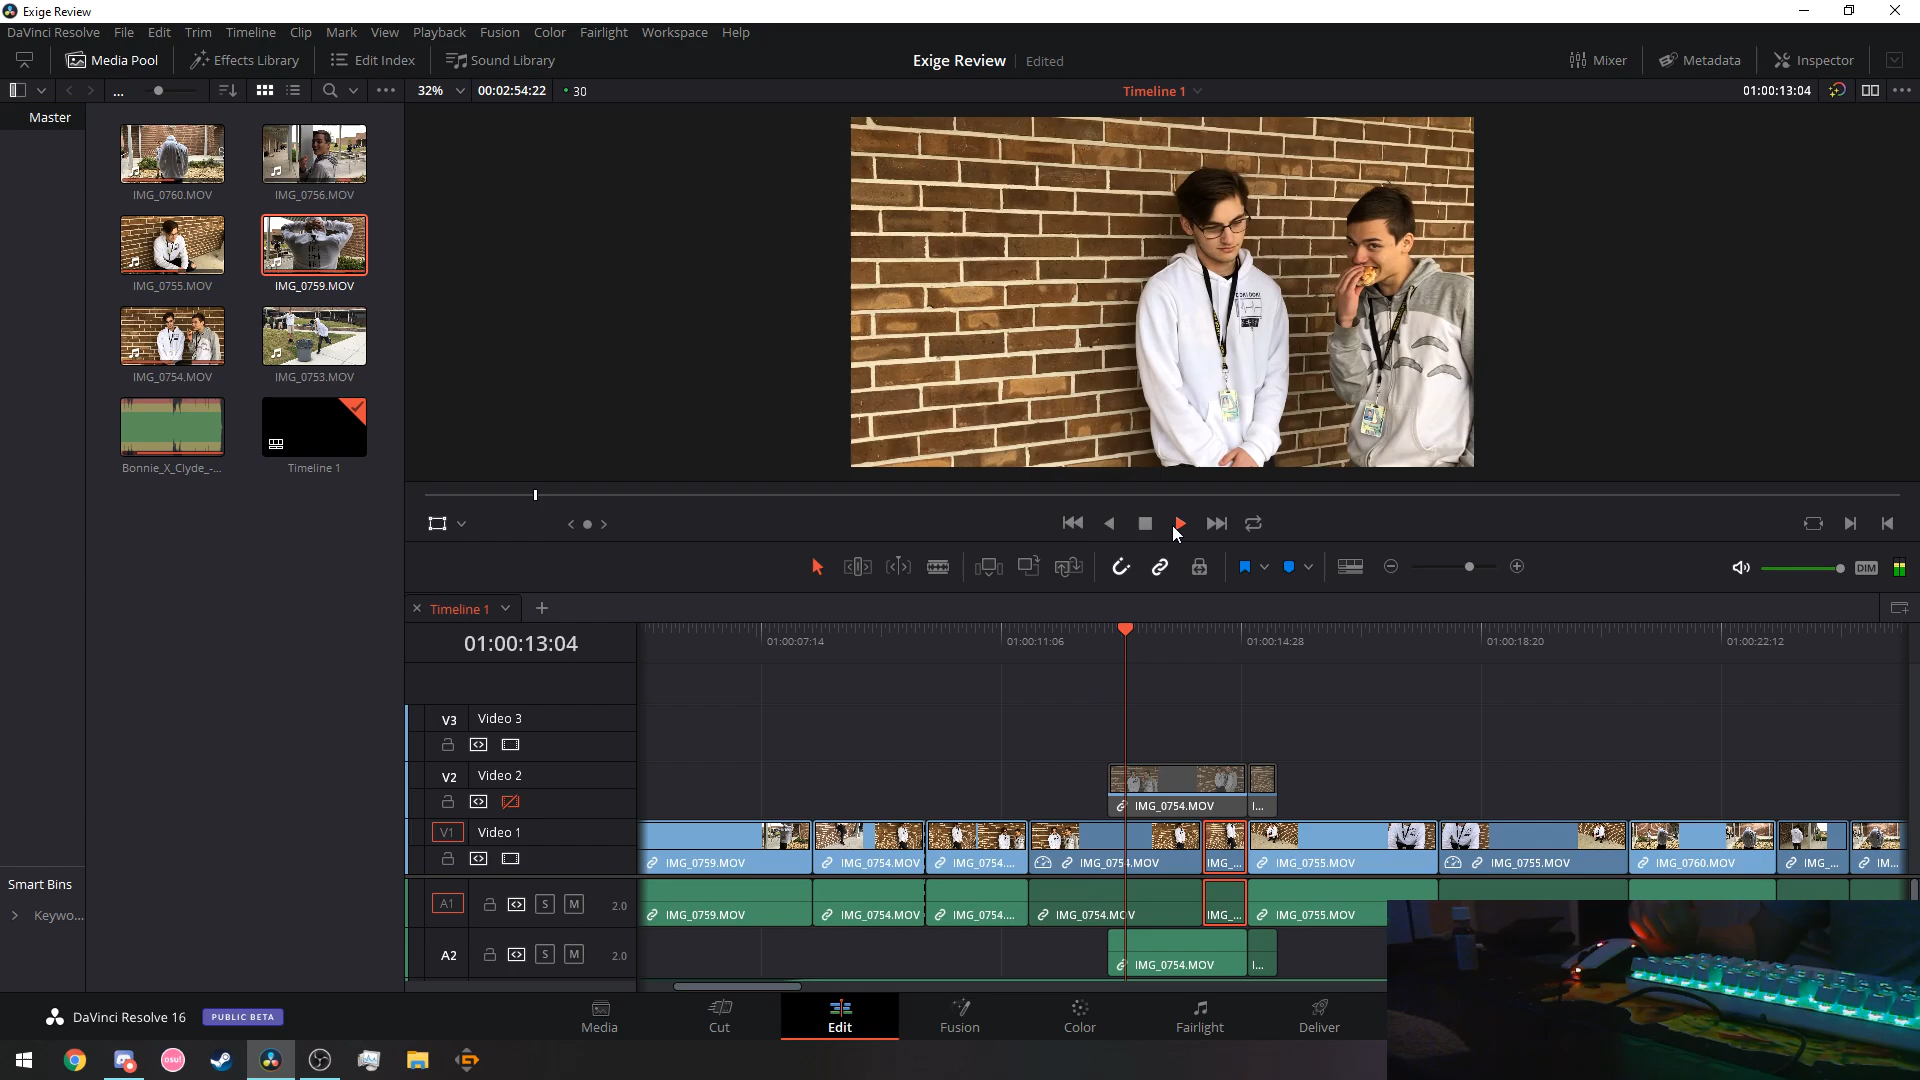 Exige Review
DaVinci Resolve File Edit Trim Timeline Clip Mark View Playback Fusion Color Fairlight Workspace Help
Media Pool Effects Library Edit Index Sound Library Exige Review Edited Mixer Metadata Inspector
... 32% 00:02:54:22 30 Timeline 1 01:00:13:04
Master
IMG_0760.MOV IMG_0756.MOV
IMG_0755.MOV IMG_0759.MOV
IMG_0754.MOV IMG_0753.MOV
Bonnie_X_Clyde_-... Timeline 1
DIM
Timeline 1
01:00:13:04 01:00:07:14 01:00:11:06 01:00:14:28 01:00:18:20 01:00:22:12
V3 Video 3
V2 Video 2
IMG_0754.MOV I...
V1 Video 1
IMG_0759.MOV IMG_0754.MOV IMG_0754.... IMG_0754.MOV IMG_... IMG_0755.MOV IMG_0755.MOV IMG_0760.MOV IMG_... IM...
Smart Bins
Keywo...
A1 S M 2.0
IMG_0759.MOV IMG_0754.MOV IMG_0754.... IMG_0754.MOV IMG_... IMG_0755.MOV
A2 S M 2.0
IMG_0754.MOV I...
DaVinci Resolve 16 PUBLIC BETA
Media Cut Edit Fusion Color Fairlight Deliver
osu!